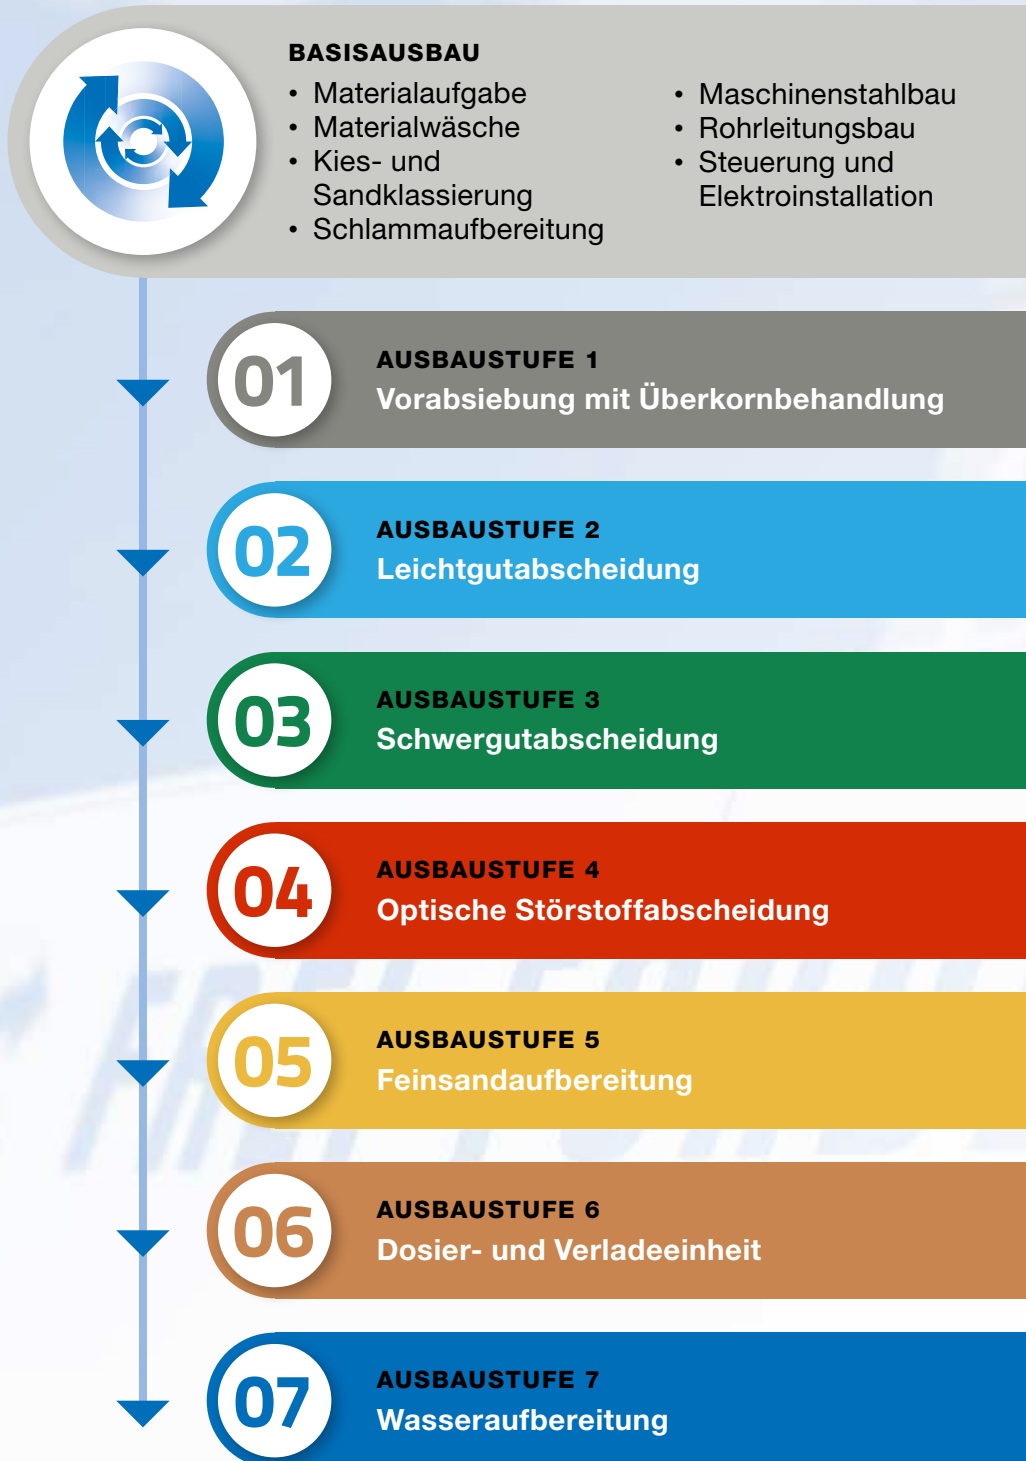 BASISAUSBAU
• Materialaufgabe
• Materialwäsche
• Kies- und
Sandklassierung
• Schlammaufbereitung
• Maschinenstahlbau
• Rohrleitungsbau
• Steuerung und
Elektroinstallation
01
AUSBAUSTUFE 1
Vorabsiebung mit Überkornbehandlung
02
AUSBAUSTUFE 2
Leichtgutabscheidung
03
AUSBAUSTUFE 3
Schwergutabscheidung
04
AUSBAUSTUFE 4
Optische Störstoffabscheidung
05
AUSBAUSTUFE 5
Feinsandaufbereitung
06
AUSBAUSTUFE 6
Dosier- und Verladeeinheit
07
AUSBAUSTUFE 7
Wasseraufbereitung